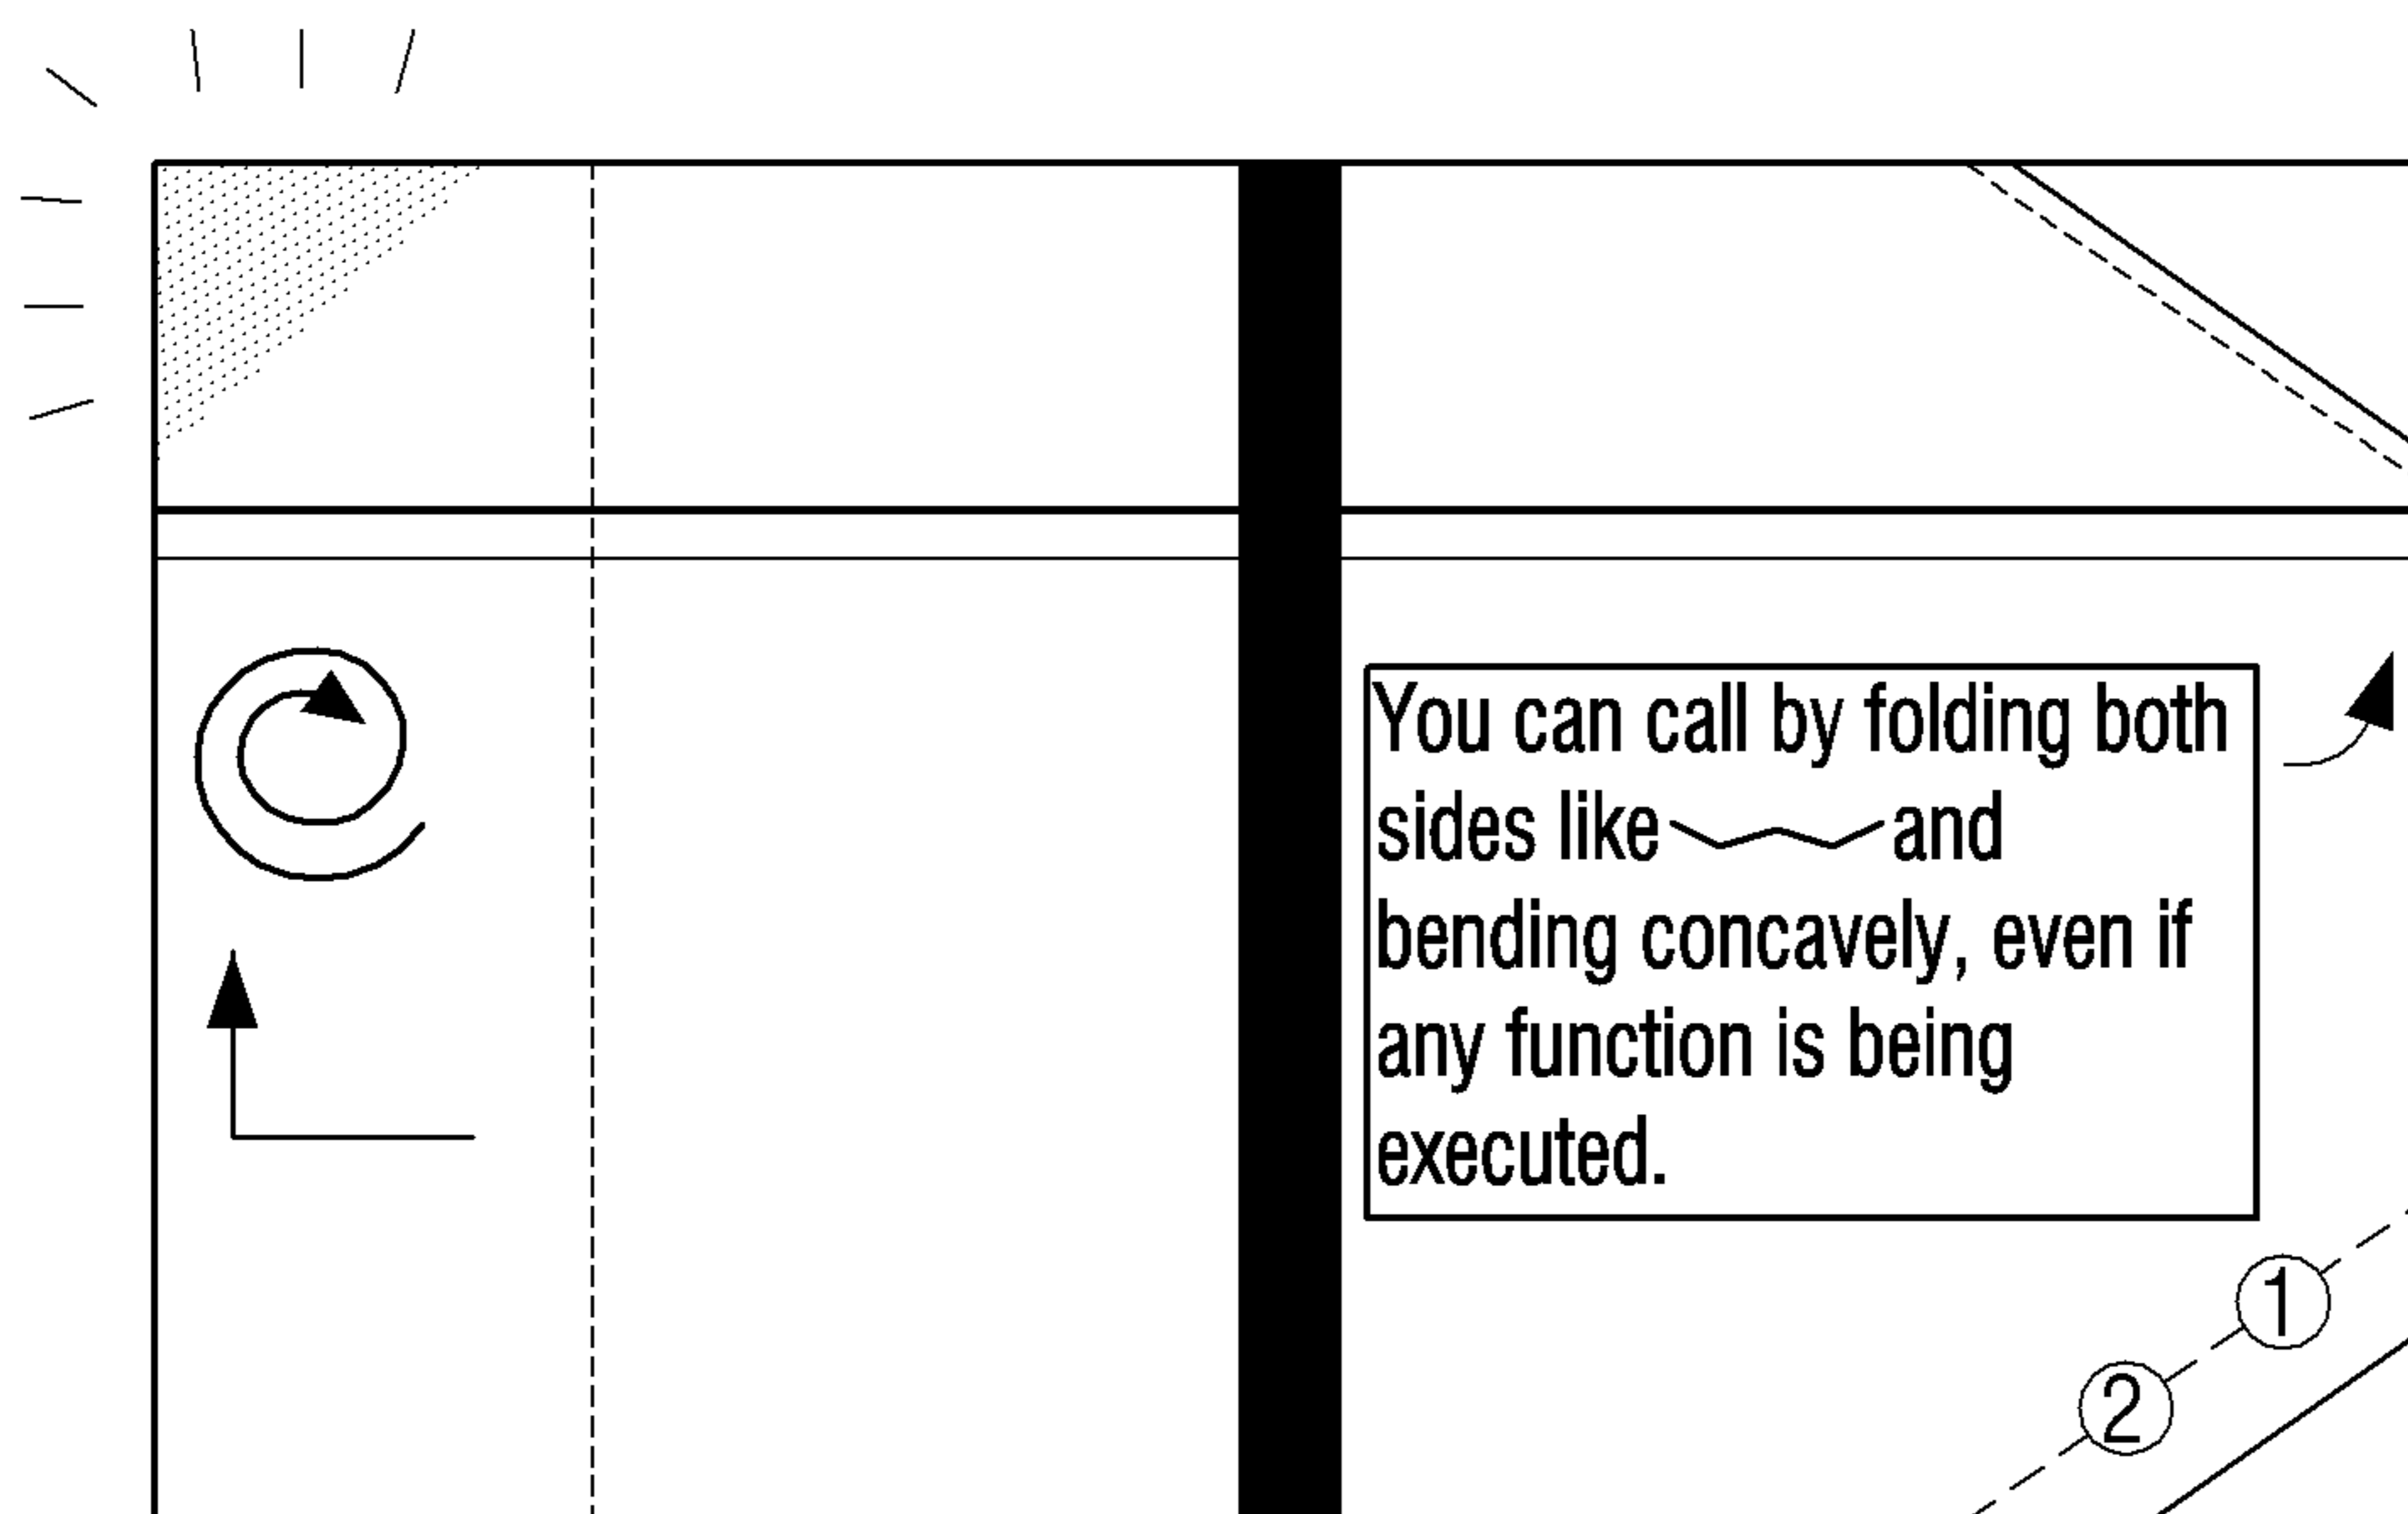 You can call by folding both
sides like and
bending concavely, even if
any function is being
executed.
1
2